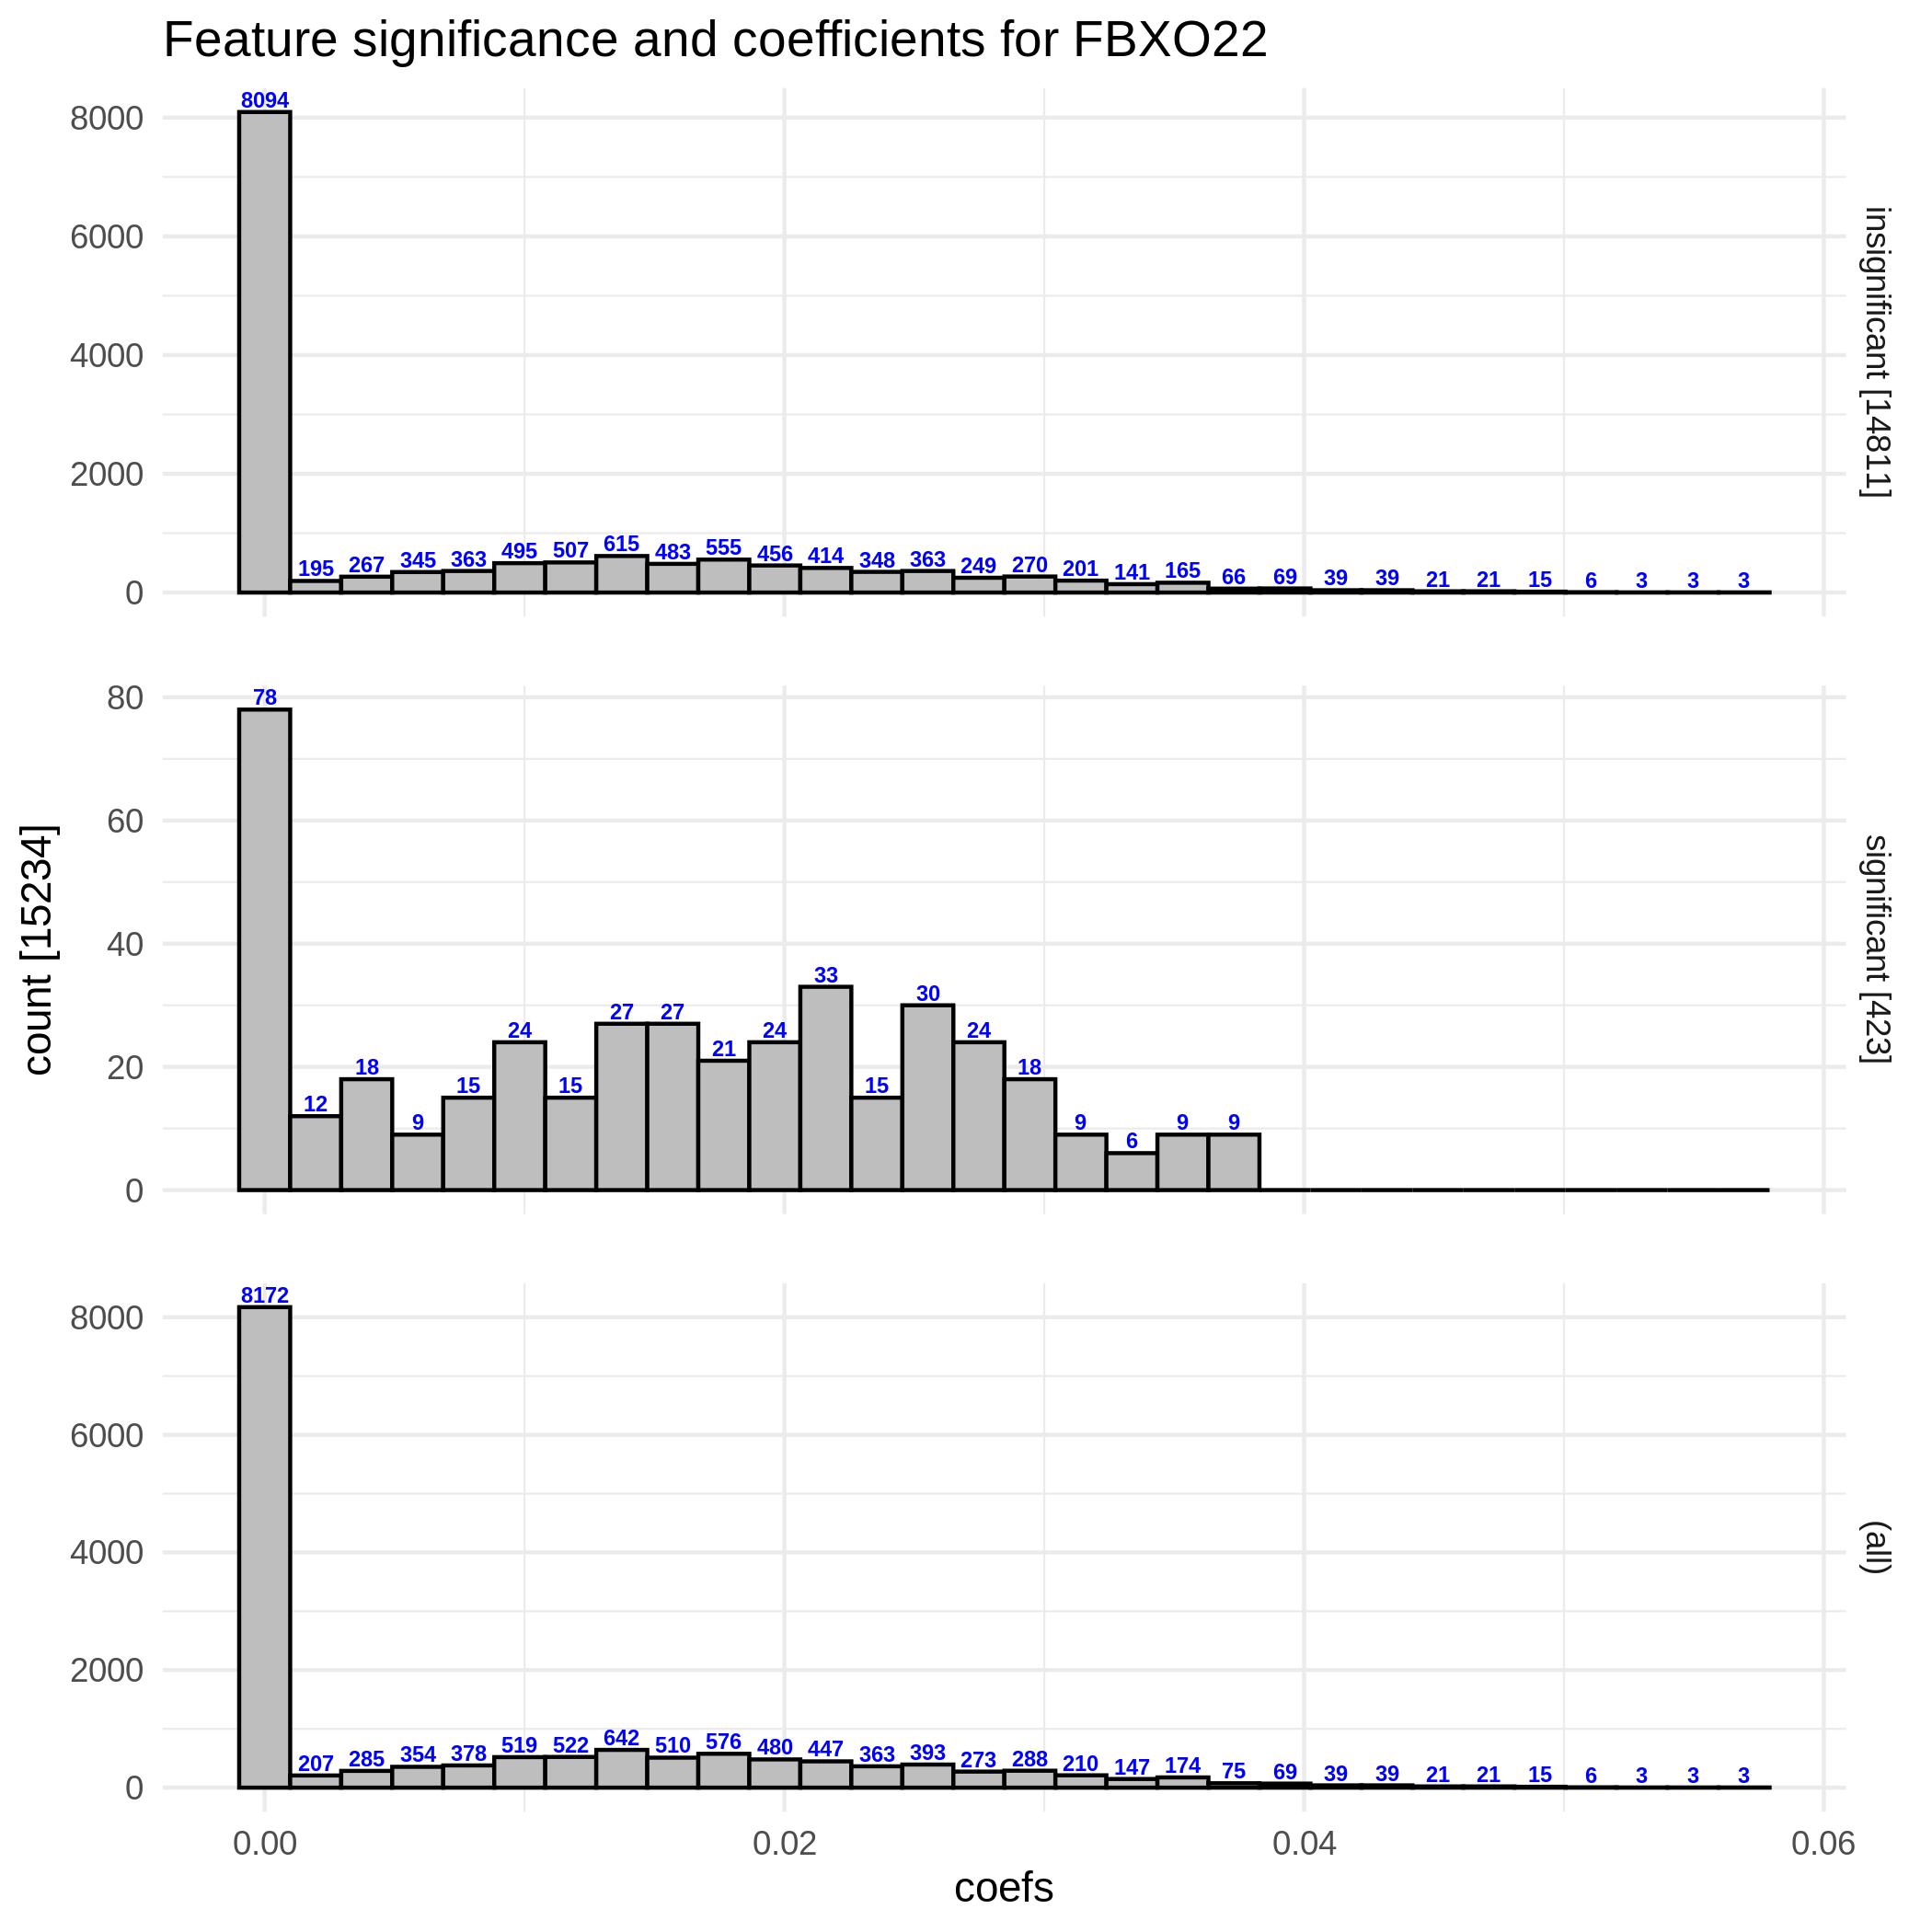 Feature significance and coefficients for FBXO22
8094
8000
6000
4000
2000
0
195 267 345 363 495 507 615 483 555 456 414 348 363 249 270 201 141 165 66 69 39 39 21 21 15 6 3 3 3
insignificant [14811]
count [15234]
78
80
60
40
20
0
12 18 9 15 24 15 27 27 21 24 33 15 30 24 18 9 6 9 9
significant [423]
8172
8000
6000
4000
2000
0
207 285 354 378 519 522 642 510 576 480 447 363 393 273 288 210 147 174 75 69 39 39 21 21 15 6 3 3 3
(all)
0.00 0.02 0.04 0.06
coefs